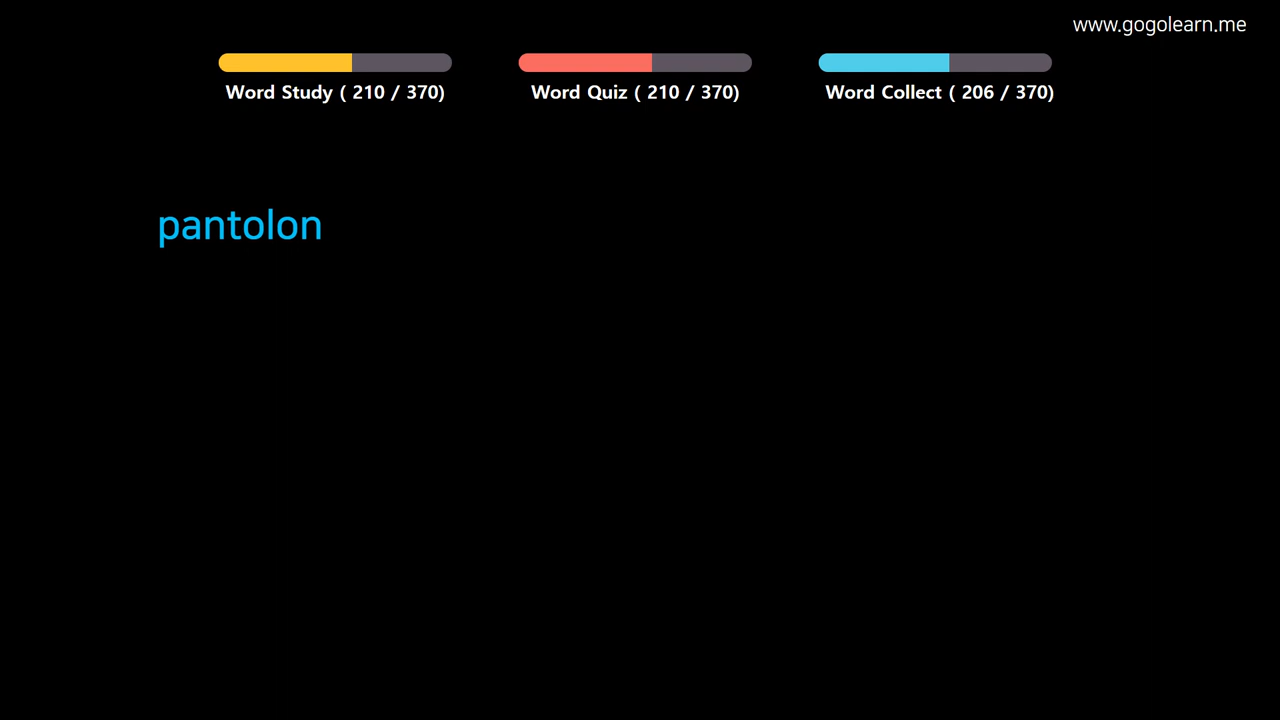 www.gogolearn.me
Word Study ( 210 / 370)
Word Quiz ( 210 / 370)
Word Collect ( 206 / 370)
pantolon